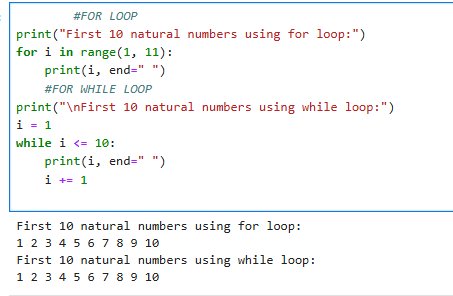 #FOR LOOP
print("First 10 natural numbers using for loop:")
for i in range(1, 11):
    print(i, end=" ")
    #FOR WHILE LOOP
print("\nFirst 10 natural numbers using while loop:")
i = 1
while i <= 10:
    print(i, end=" ")
    i += 1
First 10 natural numbers using for loop:
1 2 3 4 5 6 7 8 9 10
First 10 natural numbers using while loop:
1 2 3 4 5 6 7 8 9 10